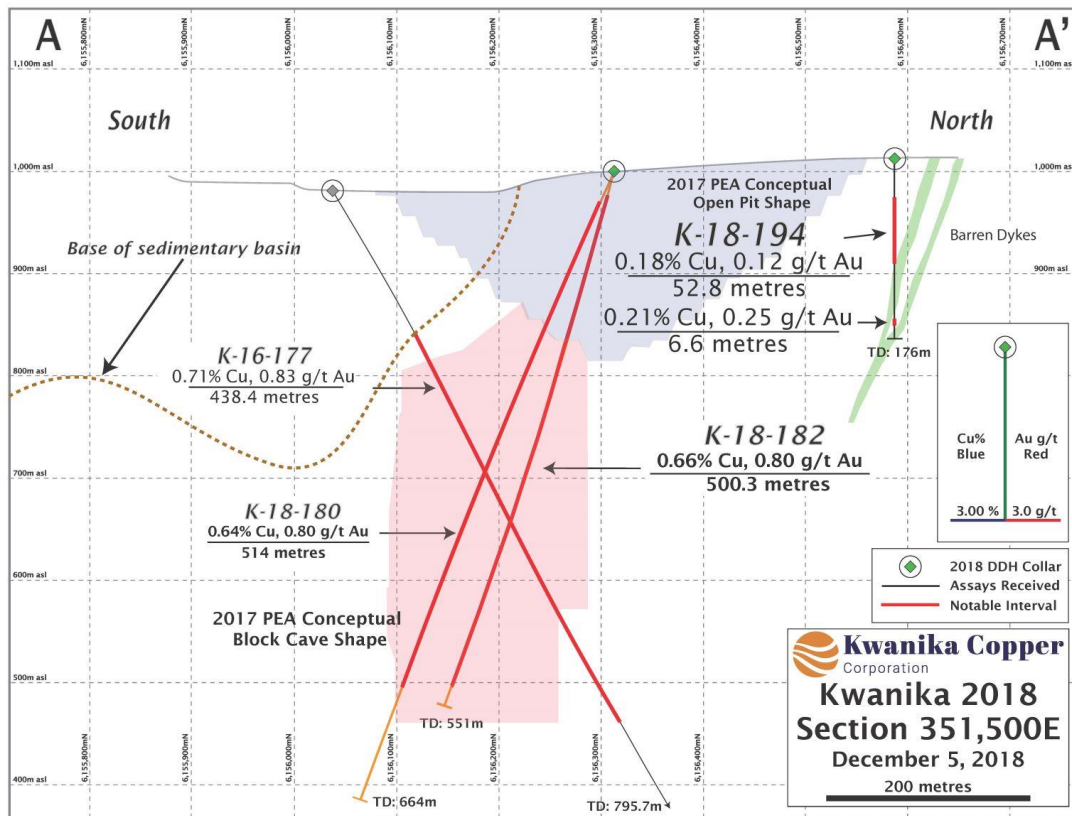 A
A'
6,155,800mN
6,155,900mN
6,156,000mN
6,156,100mN
6,156,200mN
6,156,300mN
6,156,400mN
6,156,500mN
6,156,600mN
6,156,700mN
1,100m asl
1,100m asl
South
North
1,000m asl
1,000m asl
2017 PEA Conceptual
Open Pit Shape
K-18-194
0.18% Cu, 0.12 g/t Au
52.8 metres
0.21% Cu, 0.25 g/t Au
6.6 metres
Barren Dykes
TD: 176m
Base of sedimentary basin
900m asl
900m asl
K-16-177
0.71% Cu, 0.83 g/t Au
438.4 metres
800m asl
800m asl
K-18-182
0.66% Cu, 0.80 g/t Au
500.3 metres
Cu%
Blue
Au g/t
Red
3.00 %
3.0 g/t
700m asl
700m asl
K-18-180
0.64% Cu, 0.80 g/t Au
514 metres
600m asl
600m asl
2018 DDH Collar
Assays Received
Notable Interval
2017 PEA Conceptual
Block Cave Shape
500m asl
500m asl
TD: 551m
Kwanika Copper
Corporation
Kwanika 2018
Section 351,500E
December 5, 2018
200 metres
400m asl
TD: 664m
TD: 795.7m
6,155,800mN
6,155,900mN
6,156,000mN
6,156,100mN
6,156,200mN
6,156,300mN
6,156,400mN